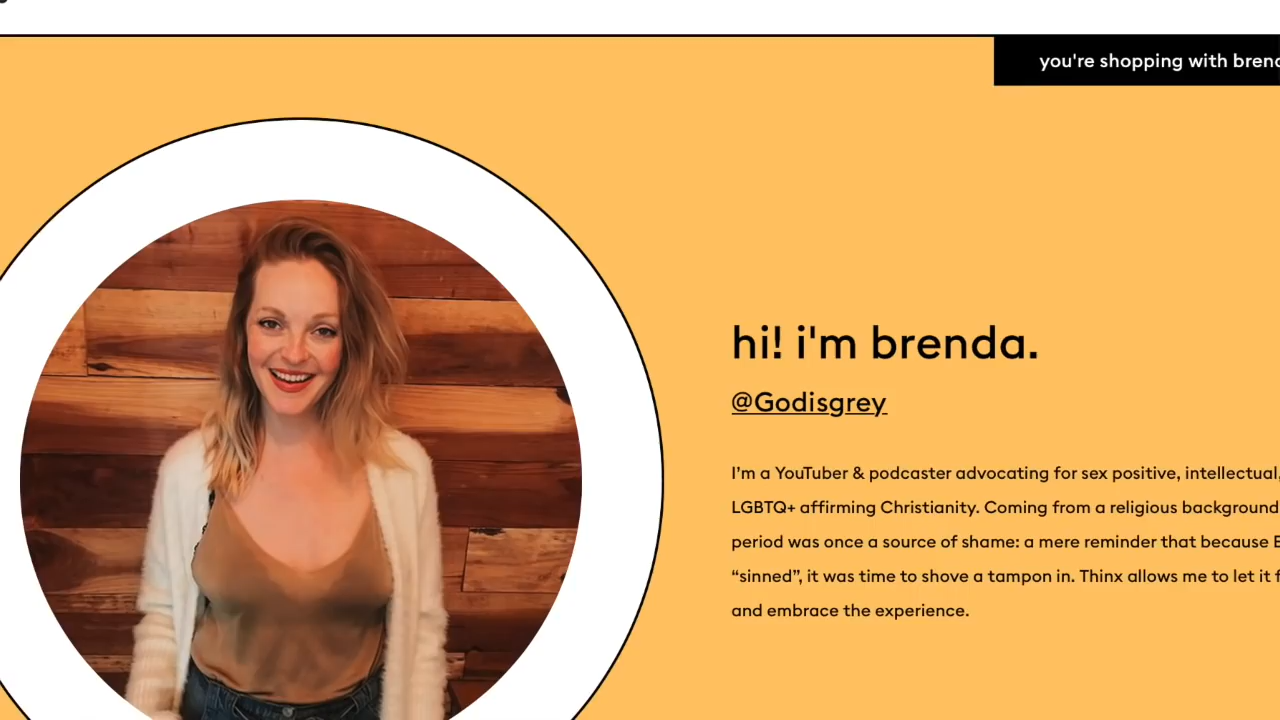 you're shopping with
hi! i'm brenda.
@Godisgrey
I’m a YouTuber & podcaster advocating for sex positive, intellectual,
LGBTQ+ affirming Christianity. Coming from a religious background
period was once a source of shame: a mere reminder that because
“sinned”, it was time to shove a tampon in. Thinx allows me to let it
and embrace the experience.